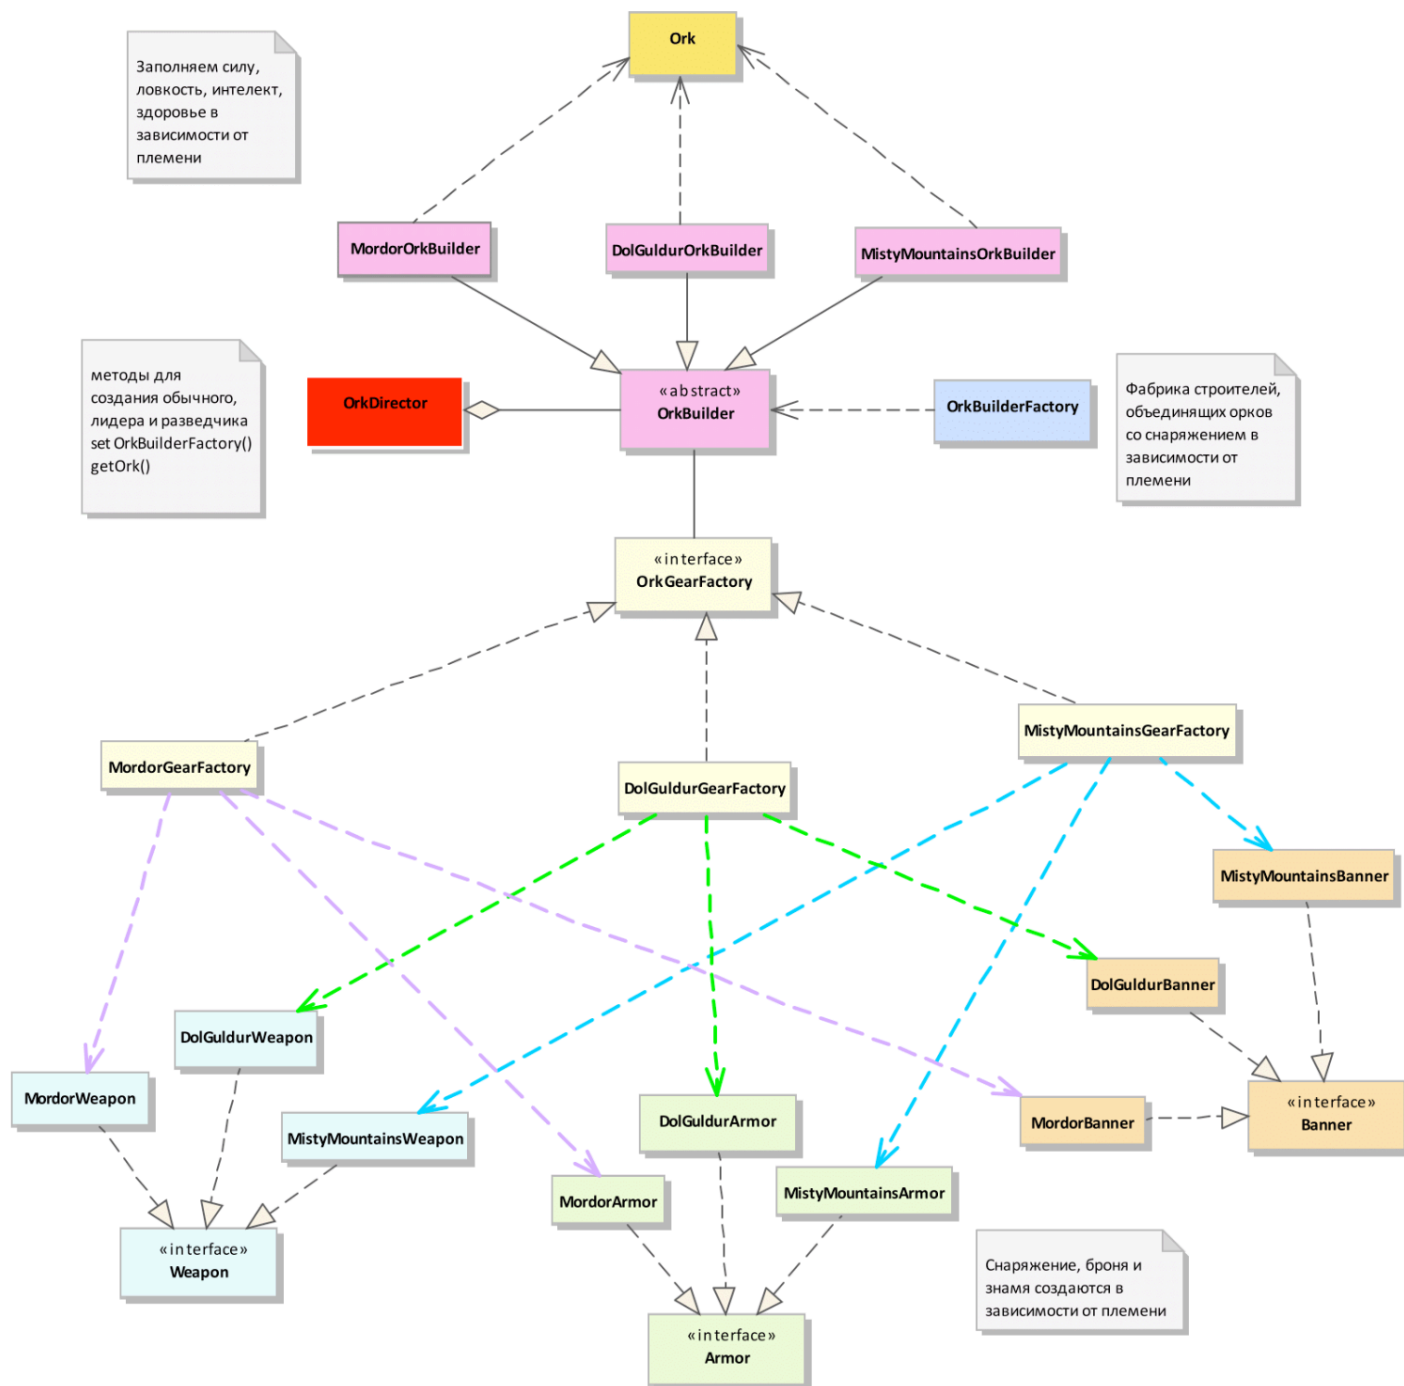 Ork
Заполняем силу,
ловкость, интелект,
здоровье в
зависимости от
племени
MordorOrkBuilder
DolGuldurOrkBuilder
MistyMountainsOrkBuilder
методы для
создания обычного,
лидера и разведчика
set OrkBuilderFactory()
getOrk()
OrkDirector
«abstract»
OrkBuilder
OrkBuilderFactory
Фабрика строителей,
объединящих орков
со снаряжением в
зависимости от
племени
«interface»
OrkGearFactory
MordorGearFactory
DolGuldurGearFactory
MistyMountainsGearFactory
MistyMountainsBanner
DolGuldurBanner
DolGuldurWeapon
MordorWeapon
MistyMountainsWeapon
DolGuldurArmor
MordorBanner
«interface»
Banner
MordorArmor
MistyMountainsArmor
«interface»
Weapon
Снаряжение, броня и
знамя создаются в
зависимости от племени
«interface»
Armor